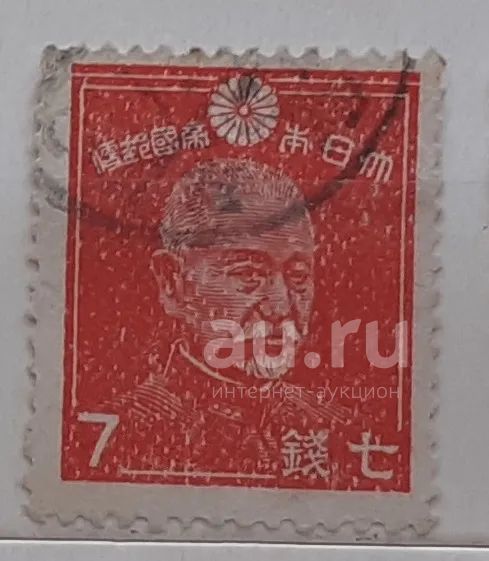 大日本帝國郵便
7
七錢
au.ru
интернет-аукцион